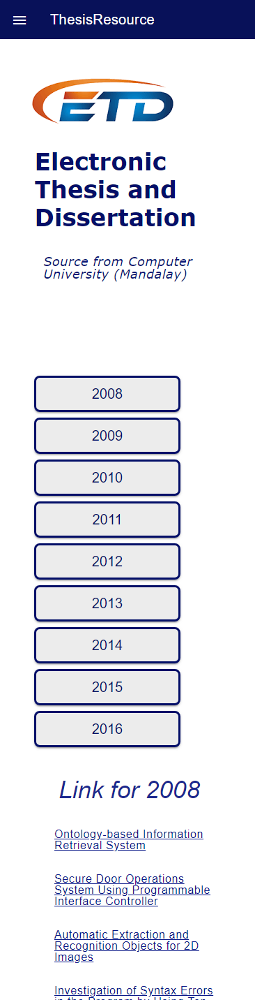 ThesisResource
ETD
Electronic
Thesis and
Dissertation
Source from Computer
University (Mandalay)
2008
2009
2010
2011
2012
2013
2014
2015
2016
Link for 2008
Ontology-based Information
Retrieval System
Secure Door Operations
System Using Programmable
Interface Controller
Automatic Extraction and
Recognition Objects for 2D
Images
Investigation of Syntax Errors
in the Program by Using Top